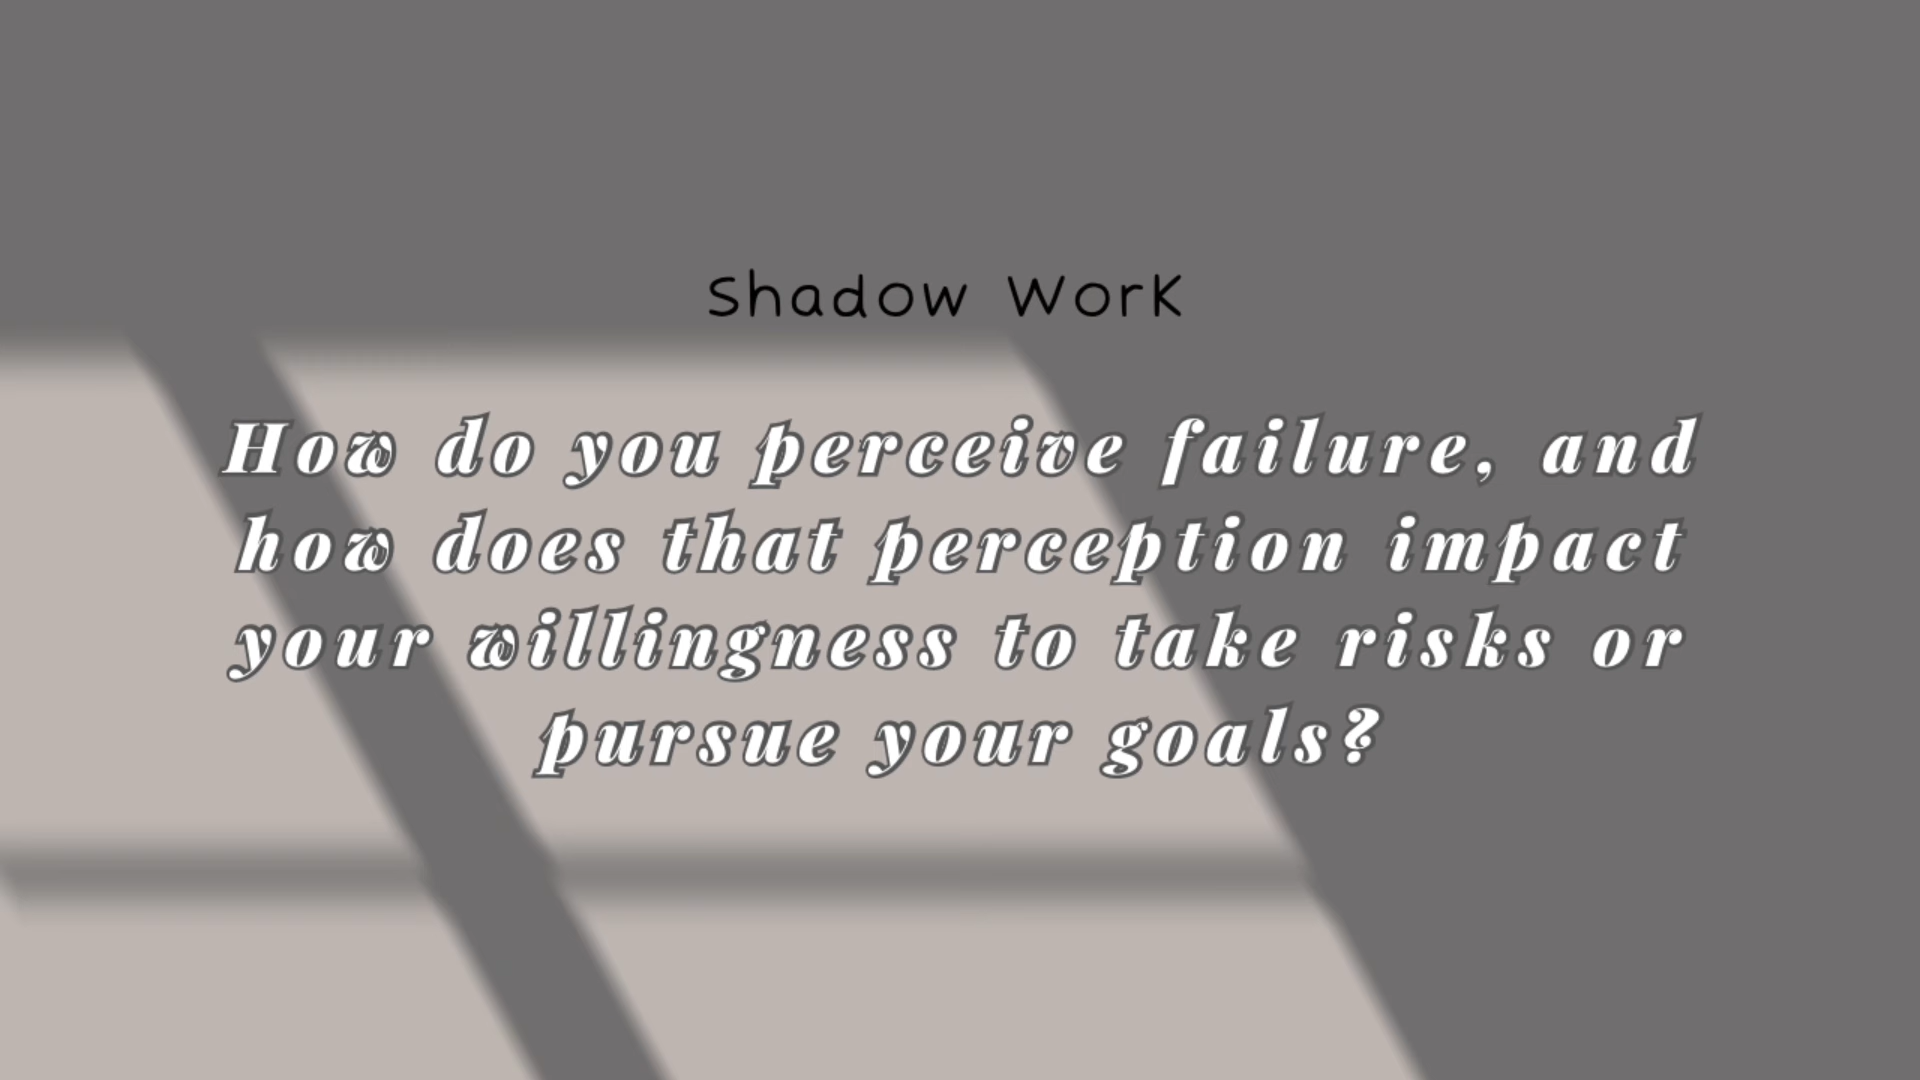 Shadow Work
How do you perceive failure, and
how does that perception impact
your willingness to take risks or
pursue your goals?